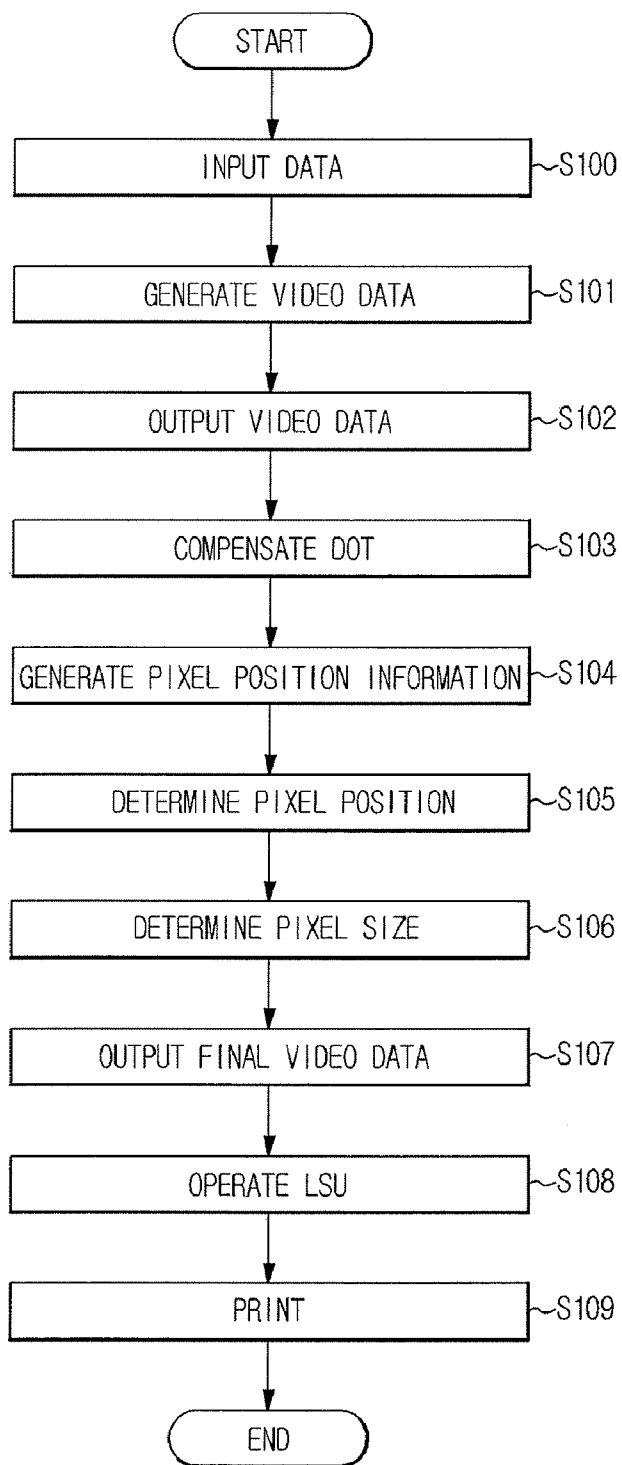 START
INPUT DATA S100
GENERATE VIDEO DATA S101
OUTPUT VIDEO DATA S102
COMPENSATE DOT S103
GENERATE PIXEL POSITION INFORMATION S104
DETERMINE PIXEL POSITION S105
DETERMINE PIXEL SIZE S106
OUTPUT FINAL VIDEO DATA S107
OPERATE LSU S108
PRINT S109
END